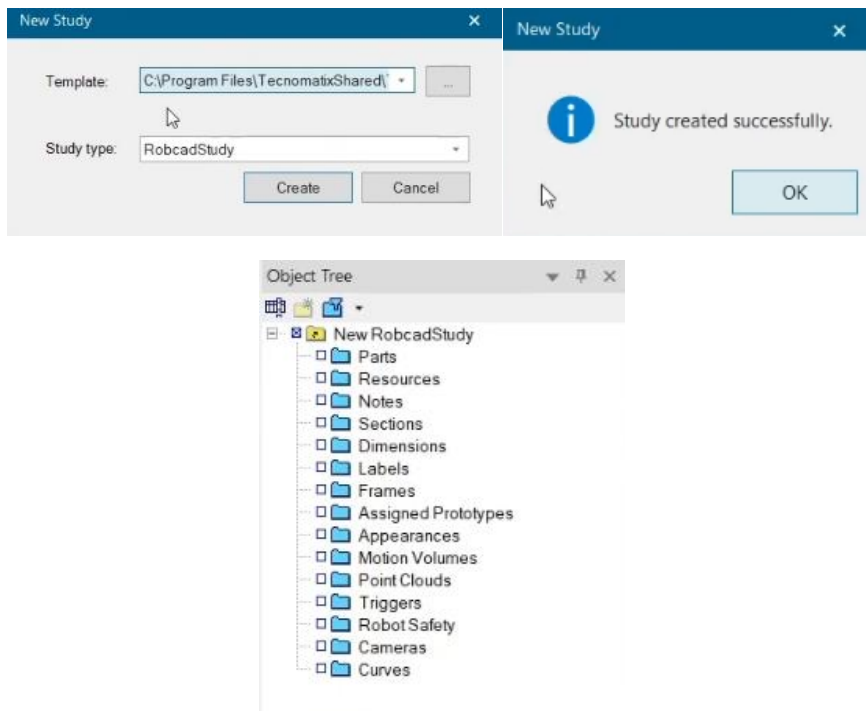 New Study
Template:
C:\Program Files\TecnomatixShared\
...
Study type:
RobcadStudy
Create
Cancel
New Study
Study created successfully.
OK
Object Tree
New RobcadStudy
Parts
Resources
Notes
Sections
Dimensions
Labels
Frames
Assigned Prototypes
Appearances
Motion Volumes
Point Clouds
Triggers
Robot Safety
Cameras
Curves